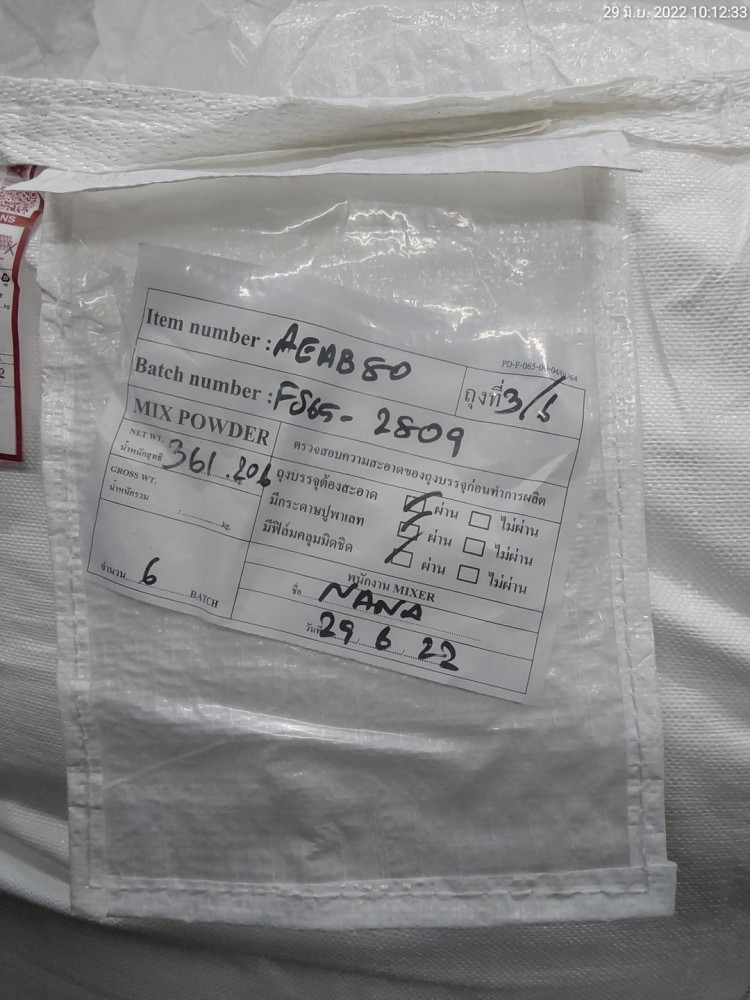 29 มิ.ย. 2022 10:12:33
NS
Item number : AEAB80
PD-F-065-0
Batch number : FS65-2809
ถุงที่ 3/6
MIX POWDER
ตรวจสอบความสะอาดของถุงบรรจุก่อนทำการผลิต
NET WT.
น้ำหนักสุทธิ 361.206
ถุงบรรจุต้องสะอาด ผ่าน ไม่ผ่าน
GROSS WT.
น้ำหนักรวม : kg.
มีกระดาษปูพาเลท ผ่าน ไม่ผ่าน
มีฟิล์มคลุมมิดชิด ผ่าน ไม่ผ่าน
จำนวน 6 BATCH
พนักงาน MIXER
ชื่อ NANA
วันที่ 29/6/22